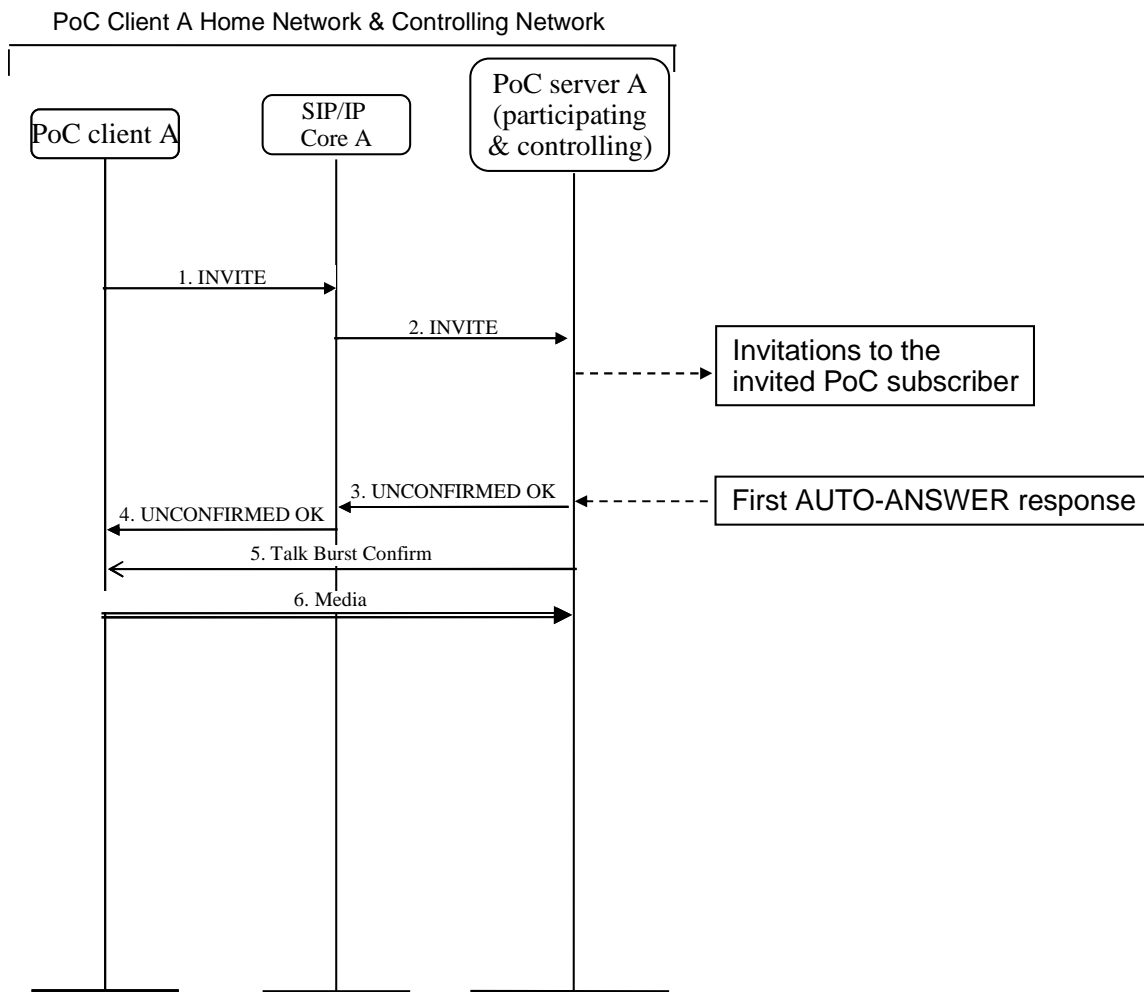 PoC Client A Home Network & Controlling Network
PoC client A
SIP/IP
Core A
PoC server A
(participating
& controlling)
1. INVITE
2. INVITE
Invitations to the
invited PoC subscriber
3. UNCONFIRMED OK
First AUTO-ANSWER response
4. UNCONFIRMED OK
5. Talk Burst Confirm
6. Media